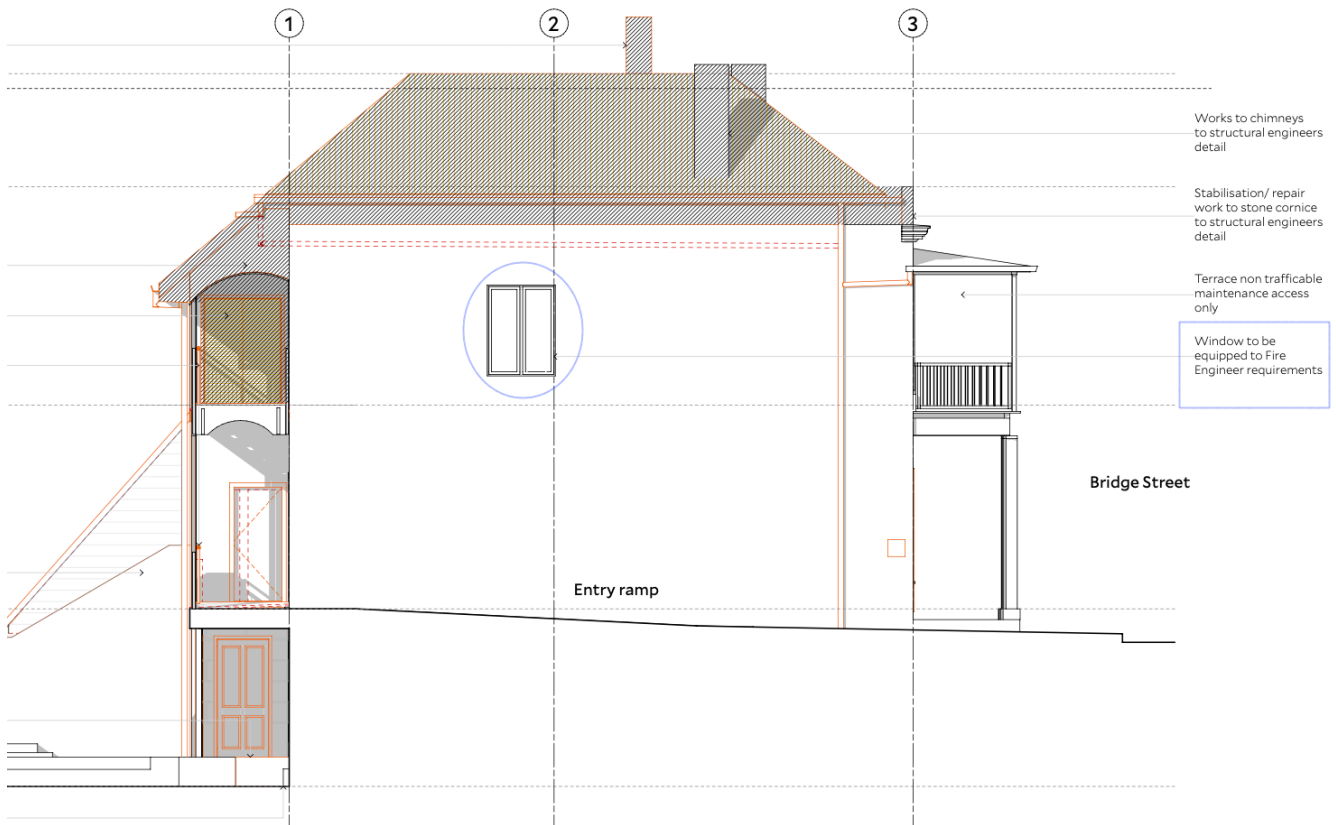 1
2
3
Works to chimneys
to structural engineers
detail
Stabilisation/ repair
work to stone cornice
to structural engineers
detail
Terrace non trafficable
maintenance access
only
Window to be
equipped to Fire
Engineer requirements
Bridge Street
Entry ramp